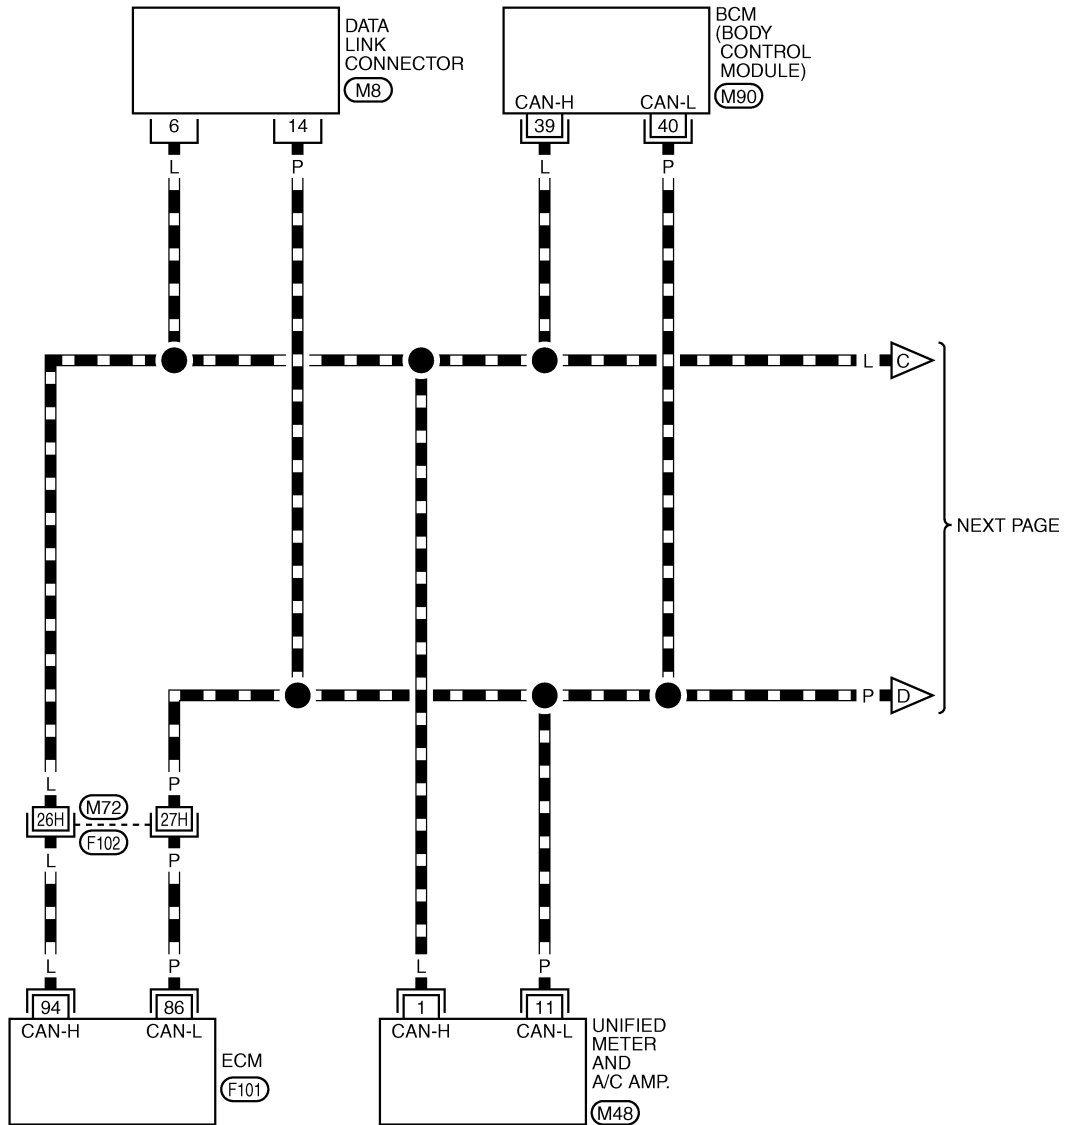 DATA
LINK
CONNECTOR
M8
BCM
(BODY
CONTROL
MODULE)
M90
CAN-H
CAN-L
6
14
39
40
L
P
L
P
L
C
NEXT PAGE
P
D
L
P
26H
M72
F102
27H
L
P
L
P
L
P
94
86
1
11
CAN-H
CAN-L
CAN-H
CAN-L
ECM
F101
UNIFIED
METER
AND
A/C AMP.
M48